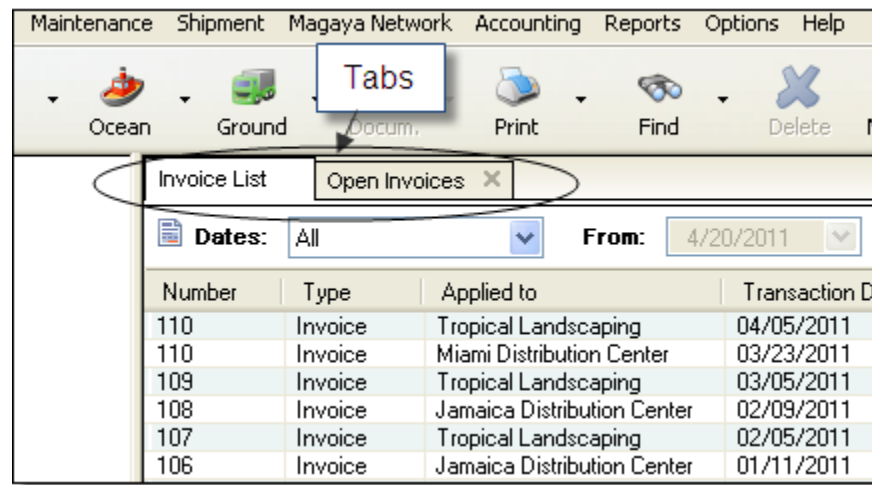 Maintenance Shipment Magaya Network Accounting Reports Options Help
Tabs
Ocean Ground Docum. Print Find Delete
Invoice List Open Invoices
Dates: All From: 4/20/2011
Number Type Applied to Transaction D
110 Invoice Tropical Landscaping 04/05/2011
110 Invoice Miami Distribution Center 03/23/2011
109 Invoice Tropical Landscaping 03/05/2011
108 Invoice Jamaica Distribution Center 02/09/2011
107 Invoice Tropical Landscaping 02/05/2011
106 Invoice Jamaica Distribution Center 01/11/2011